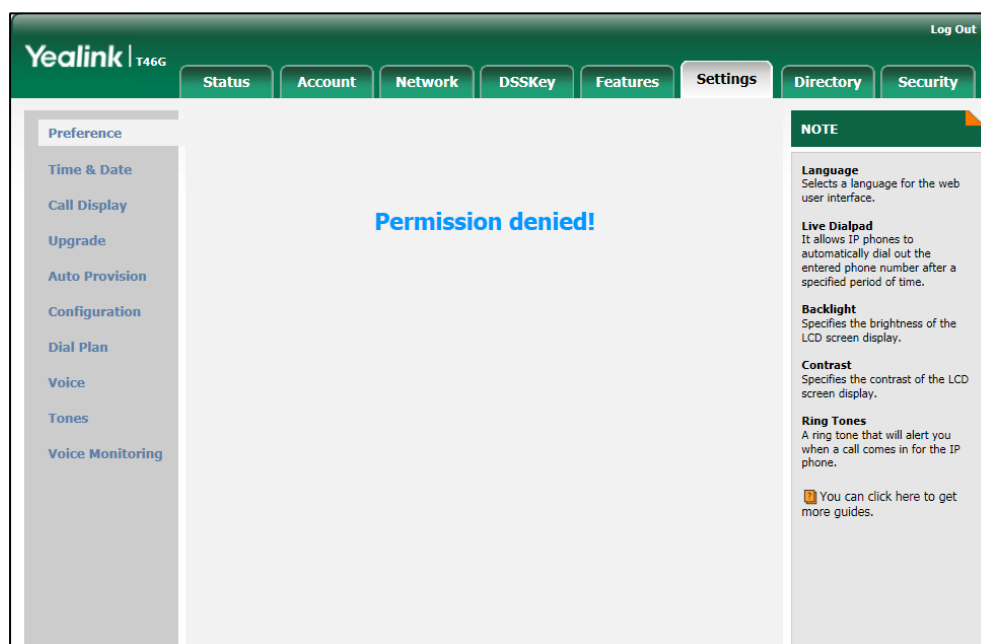 Log Out
Yealink | T46G
Status Account Network DSSKey Features Settings Directory Security
Preference
Time & Date
Call Display
Upgrade
Auto Provision
Configuration
Dial Plan
Voice
Tones
Voice Monitoring
Permission denied!
NOTE
Language
Selects a language for the web
user interface.
Live Dialpad
It allows IP phones to
automatically dial out the
entered phone number after a
specified period of time.
Backlight
Specifies the brightness of the
LCD screen display.
Contrast
Specifies the contrast of the LCD
screen display.
Ring Tones
A ring tone that will alert you
when a call comes in for the IP
phone.
? You can click here to get
more guides.